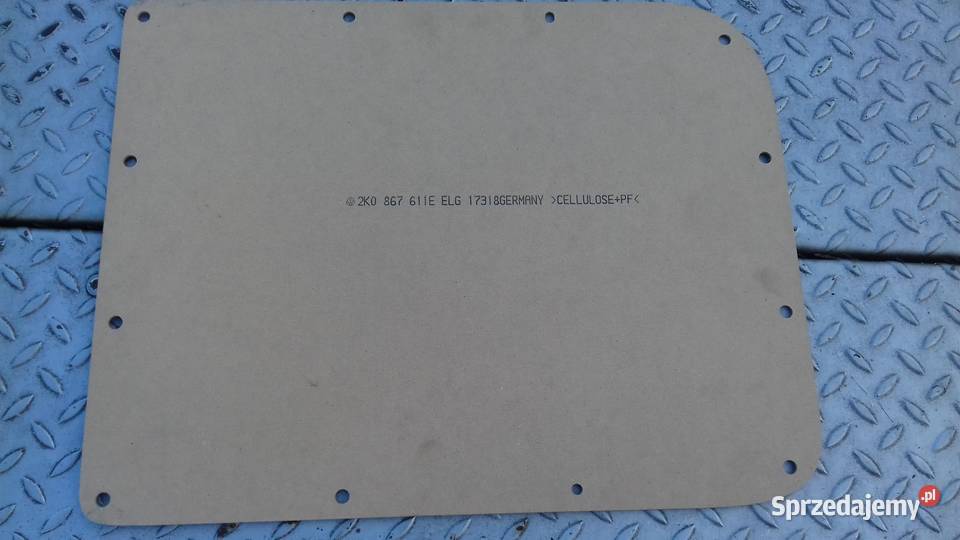 2K0 867 611E ELG 17318GERMANY >CELLULOSE+PF<
Sprzedajemy.pl